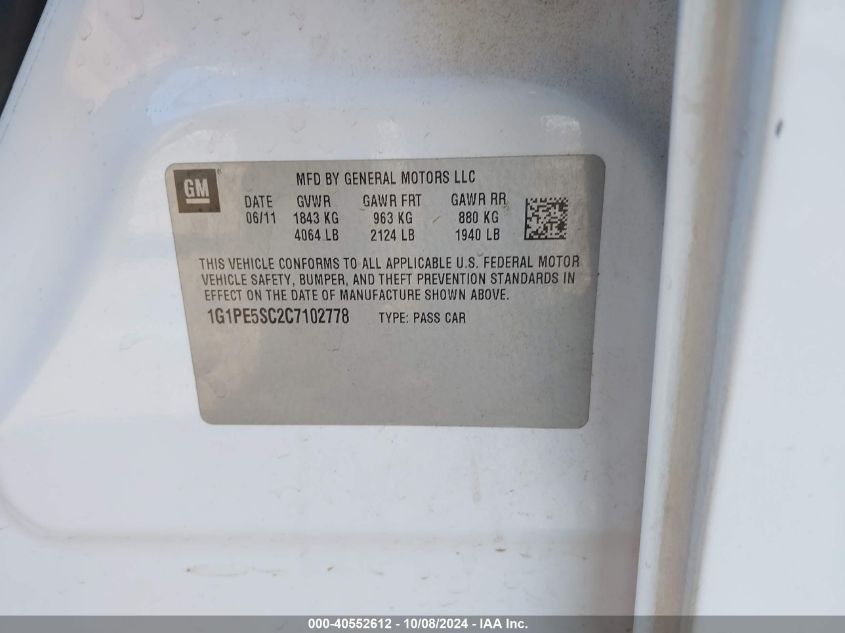 GM
MFD BY GENERAL MOTORS LLC
DATE GVWR GAWR FRT GAWR RR
06/11 1843 KG 963 KG 880 KG
4064 LB 2124 LB 1940 LB
THIS VEHICLE CONFORMS TO ALL APPLICABLE U.S. FEDERAL MOTOR
VEHICLE SAFETY, BUMPER, AND THEFT PREVENTION STANDARDS IN
EFFECT ON THE DATE OF MANUFACTURE SHOWN ABOVE.
1G1PE5SC2C7102778 TYPE: PASS CAR
000-40552612 - 10/08/2024 - IAA Inc.